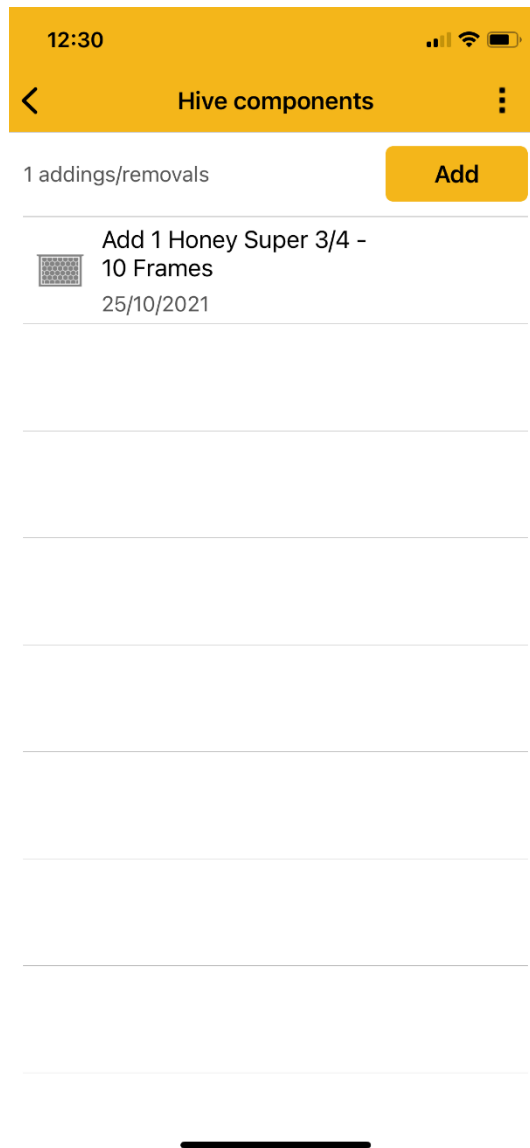 12:30
Hive components
1 addings/removals
Add
Add 1 Honey Super 3/4 -
10 Frames
25/10/2021